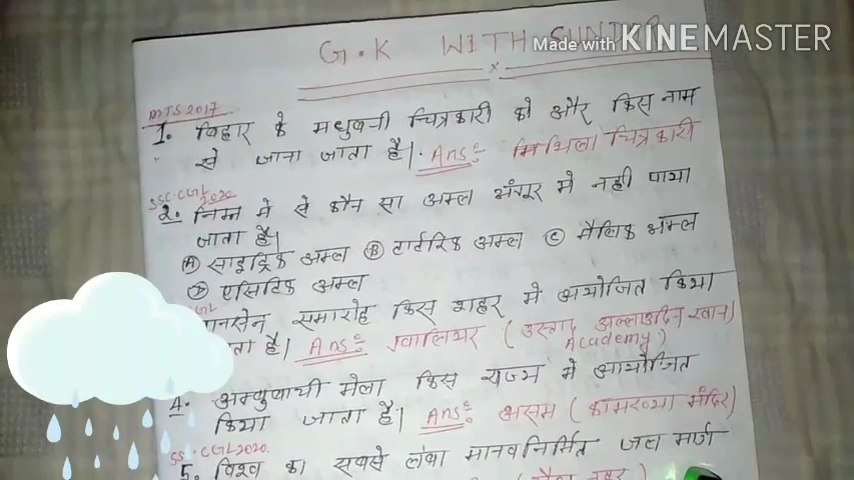 G.K WITH
Made with KINEMASTER
MTS 2017
1. बिहार के मधुबनी चित्रकारी को और किस नाम
से जाना जाता है। Ans: मिथिला चित्रकारी
SSC-CGL 2020
2. निम्न में से कौन सा अम्ल अंगूर में नही पाया
जाता है।
(A) साइट्रिक अम्ल (B) टार्टरिक अम्ल (C) मैलिक अम्ल
(D) एसिटिक अम्ल
तानसेन समारोह किस शहर में आयोजित किया
जाता है। Ans: ग्वालियर ( उस्ताद अल्लाउद्दिन खान
Academy)
4. अम्बुबाची मेला किस राज्य में आयोजित
किया जाता है। Ans: असम ( कामख्या मंदिर)
SSC-CGL 2020.
5. विश्व का सबसे लंबा मानवनिर्मित जल मार्ग